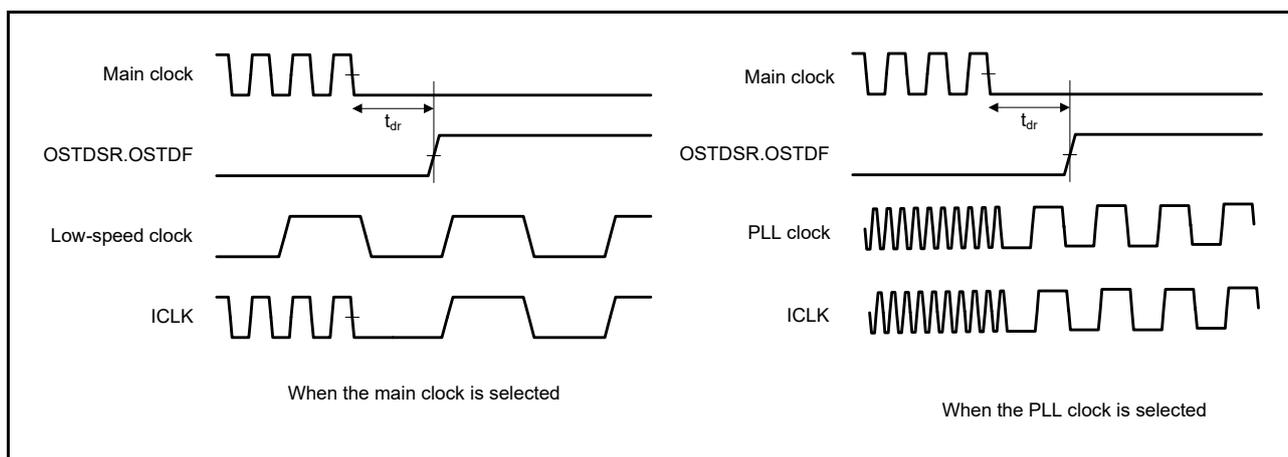 Main clock
t_dr
OSTDSR.OSTDF
Low-speed clock
ICLK
When the main clock is selected
Main clock
t_dr
OSTDSR.OSTDF
PLL clock
ICLK
When the PLL clock is selected